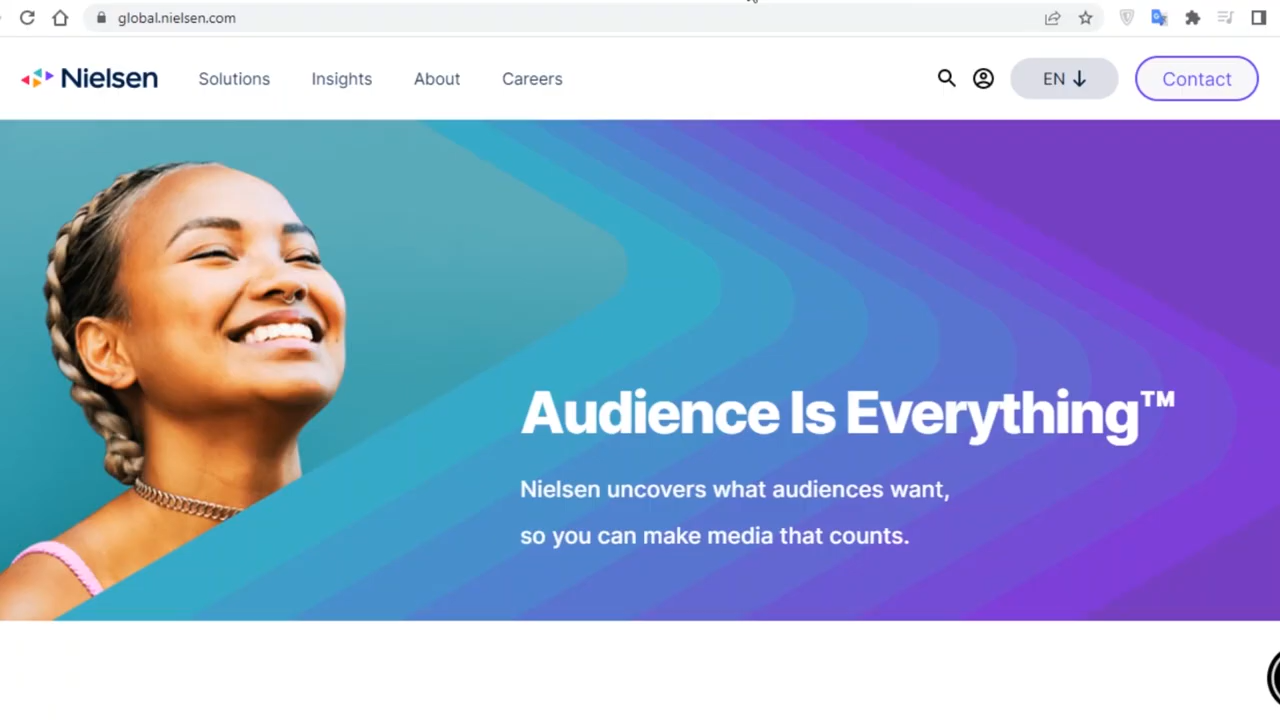 global.nielsen.com
Nielsen Solutions Insights About Careers EN Contact
Audience Is Everything™
Nielsen uncovers what audiences want,
so you can make media that counts.